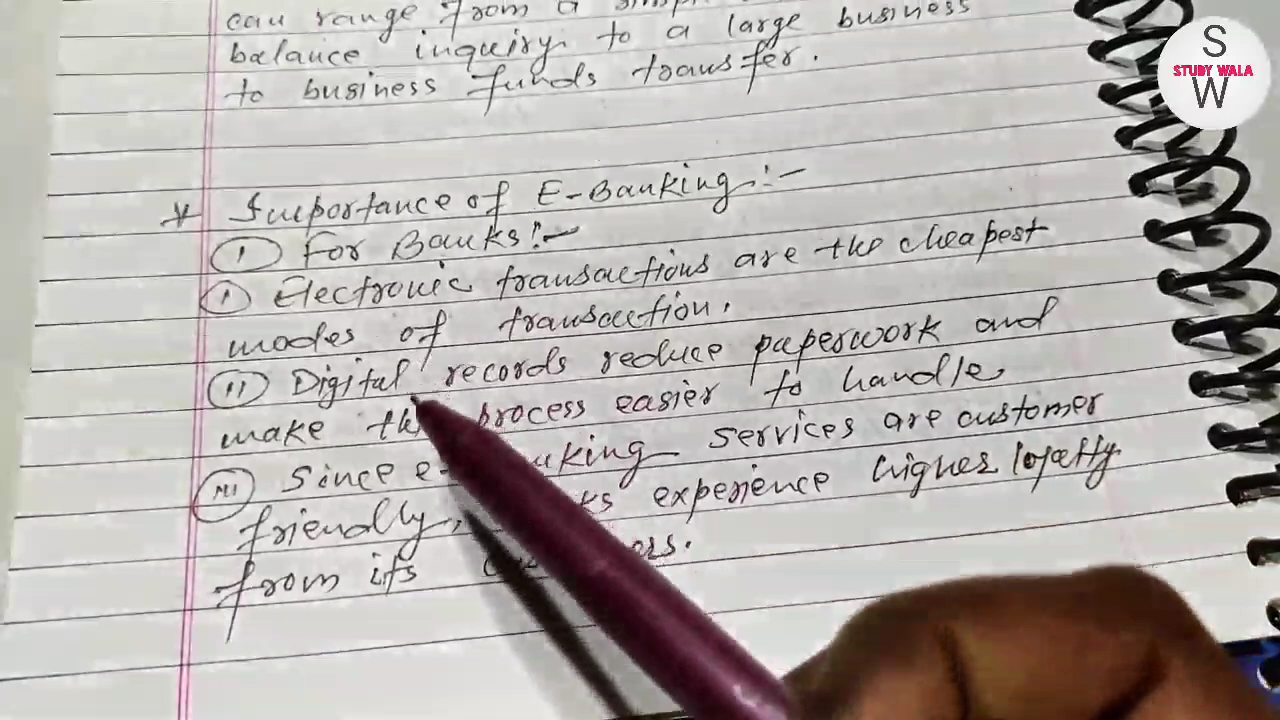 can range from a
balance inquiry to a large business
to business funds transfer.
* Importance of E-Banking:-
① For Banks:-
(i) Electronic transactions are the cheapest
modes of transaction.
(ii) Digital records reduce paperwork and
make the process easier to handle
(iii) Since e- services are customer
friendly, experience higher loyalty
from its
S
STUDY WALA
W